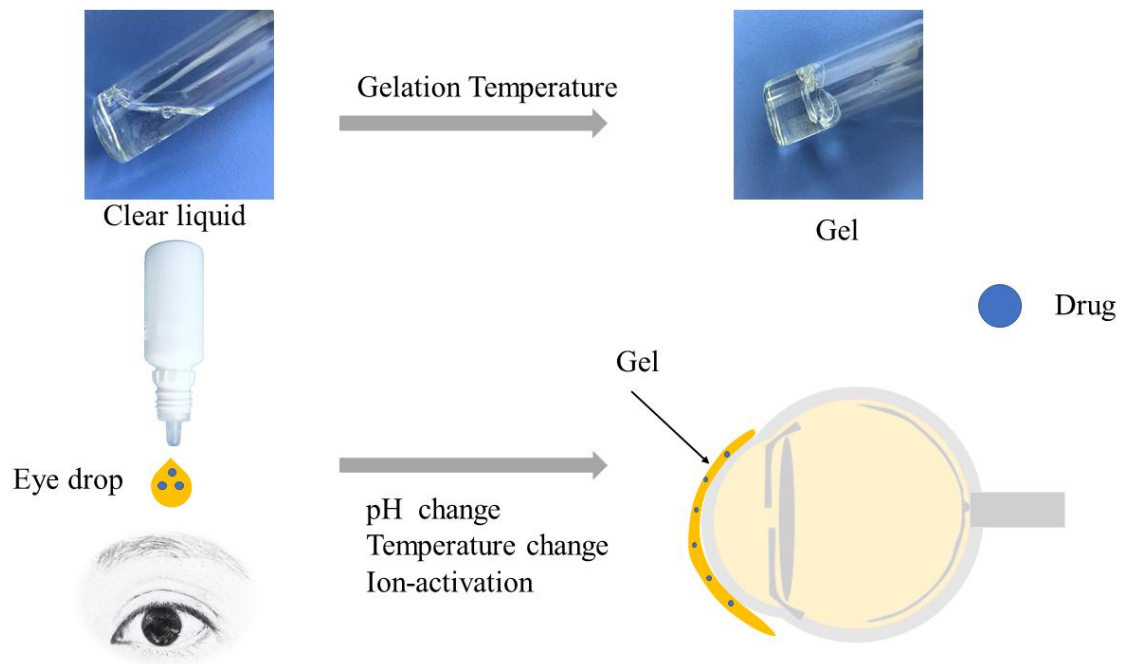 Gelation Temperature
Clear liquid
Gel
Drug
Gel
Eye drop
pH change
Temperature change
Ion-activation